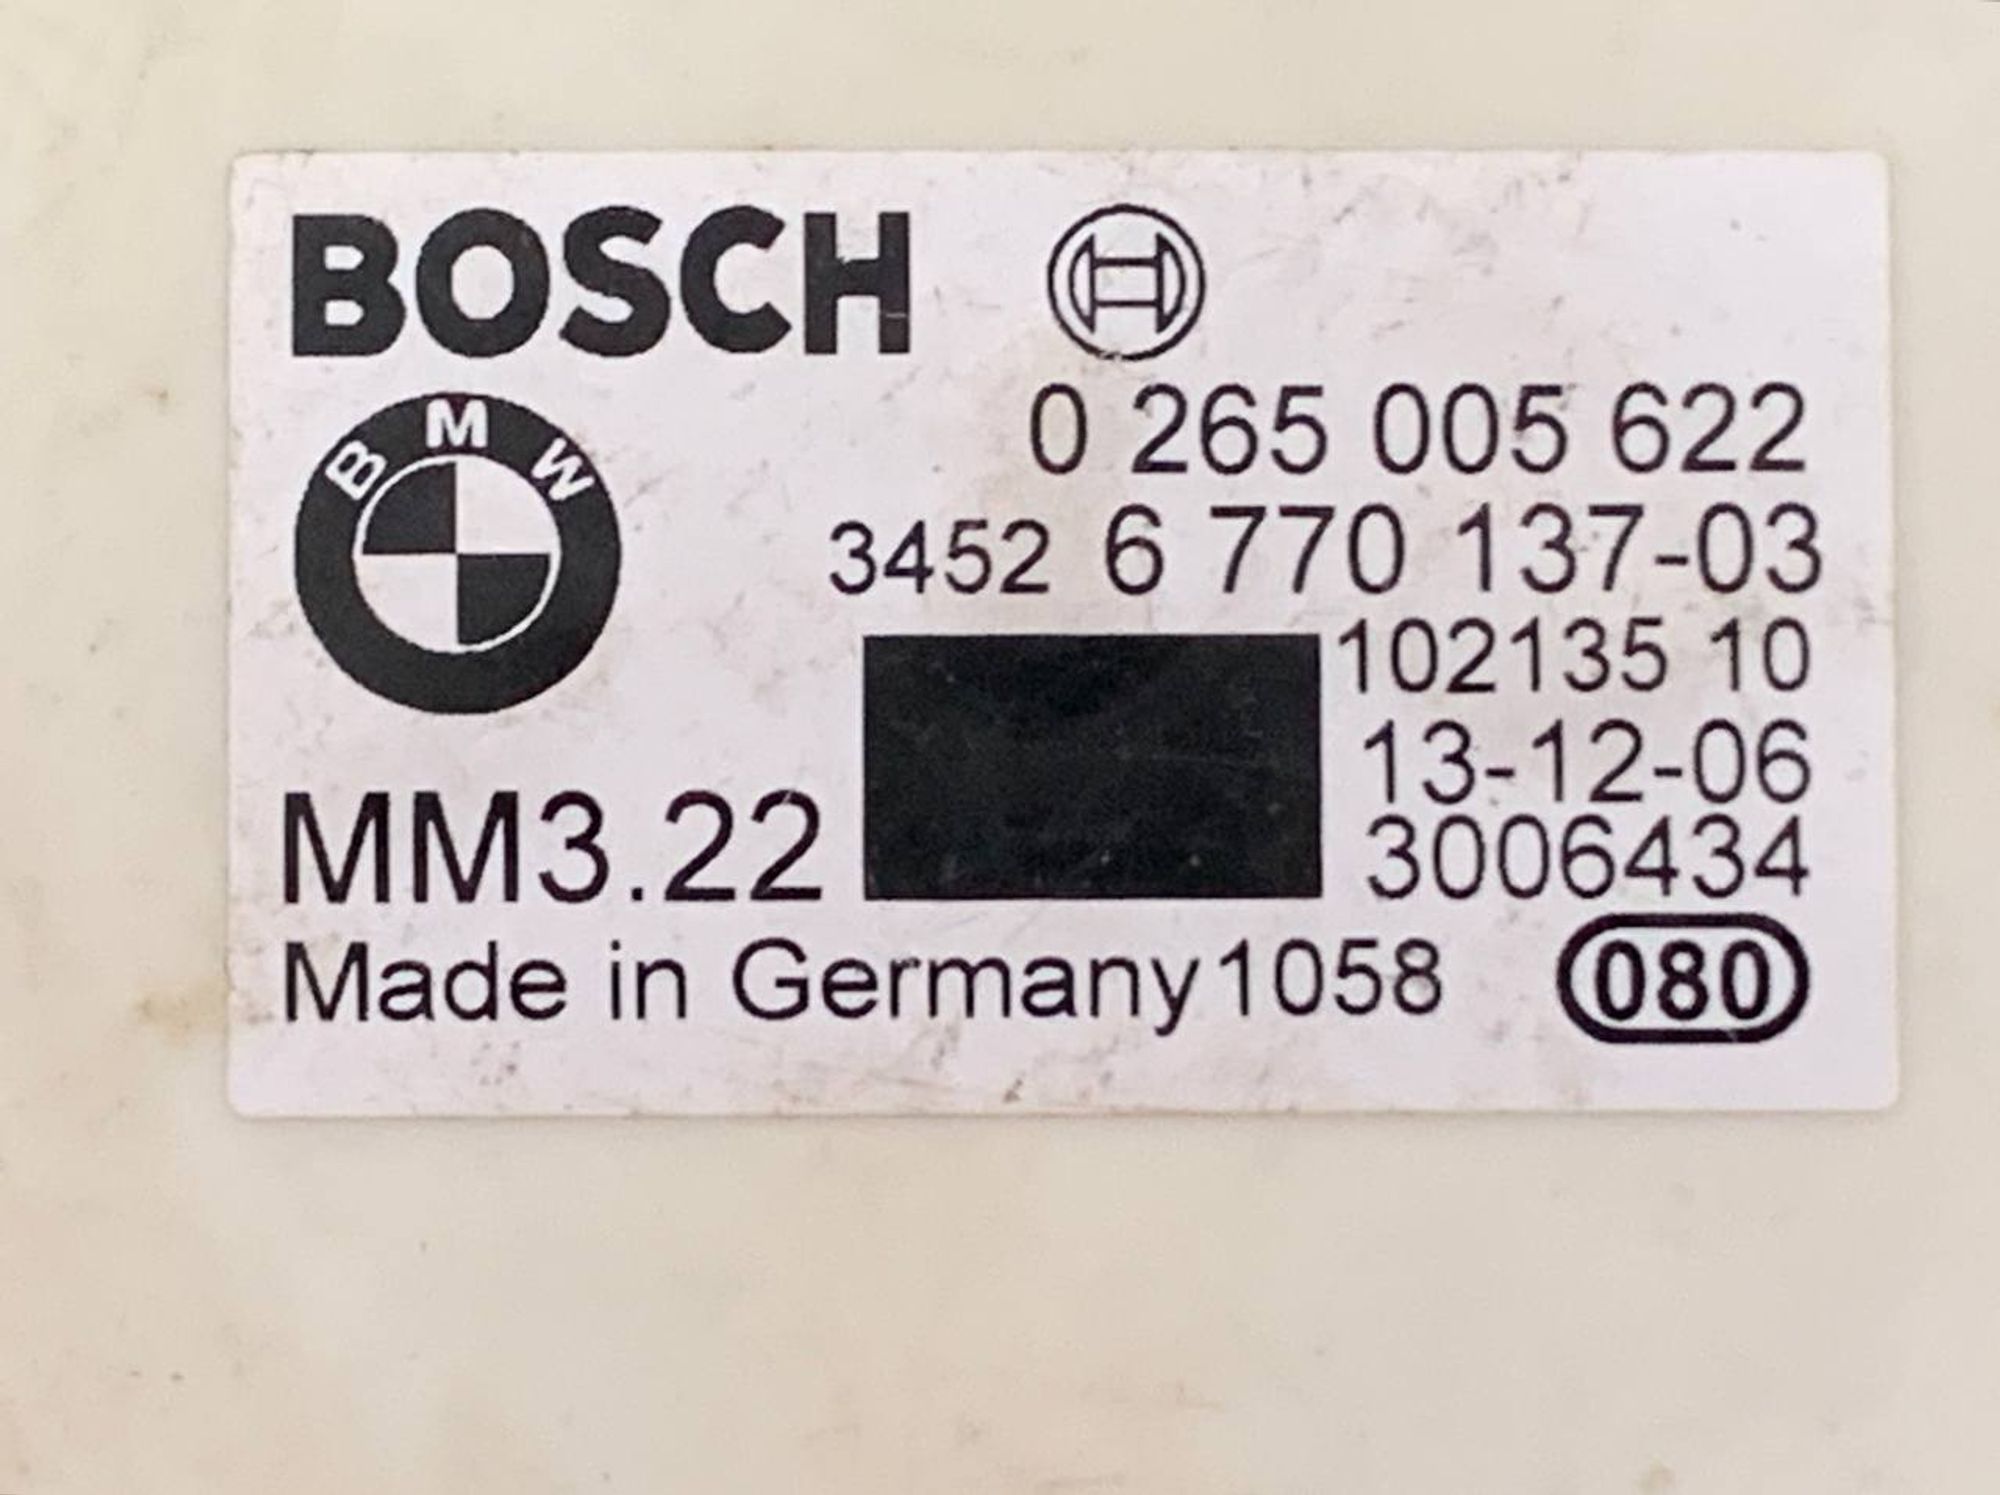 BOSCH
0 265 005 622
BMW
3452 6 770 137-03
102135 10
13-12-06
MM3.22
3006434
Made in Germany 1058
080